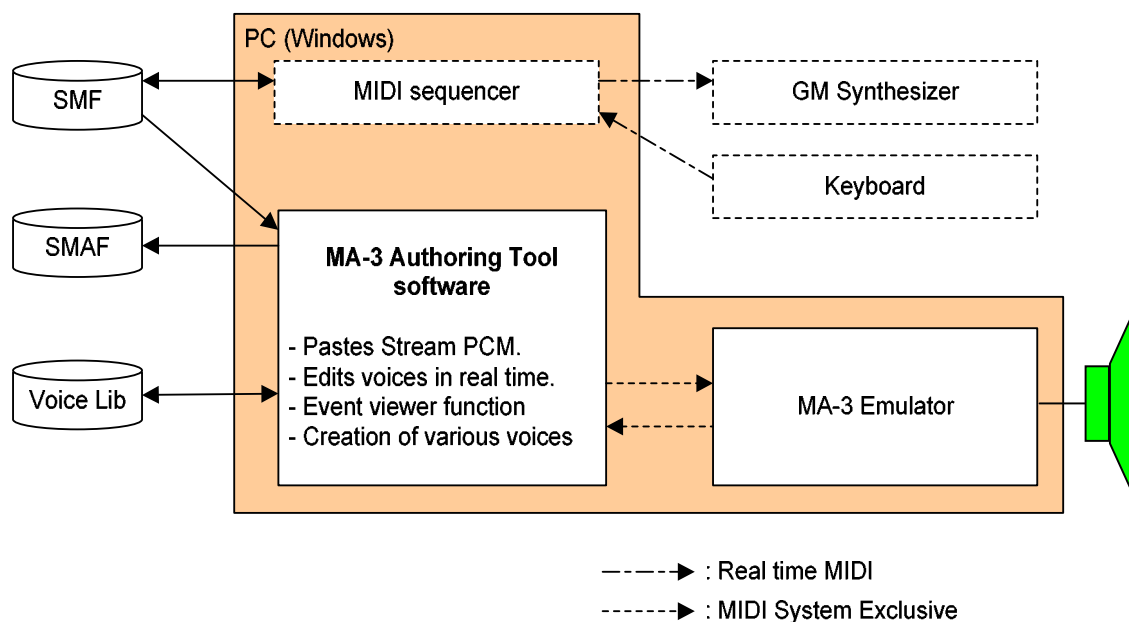 PC (Windows)
SMF
MIDI sequencer
GM Synthesizer
Keyboard
SMAF
MA-3 Authoring Tool
software
- Pastes Stream PCM.
- Edits voices in real time.
- Event viewer function
- Creation of various voices
Voice Lib
MA-3 Emulator
: Real time MIDI
: MIDI System Exclusive